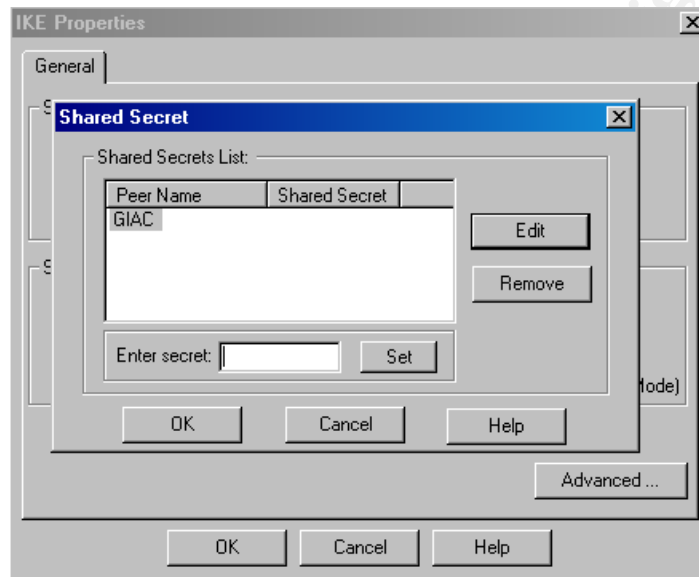 IKE Properties
General
S
Shared Secret
Shared Secrets List:
Peer Name Shared Secret
GIAC
Edit
Remove
S
Enter secret: Set
Mode)
OK Cancel Help
Advanced ...
OK Cancel Help